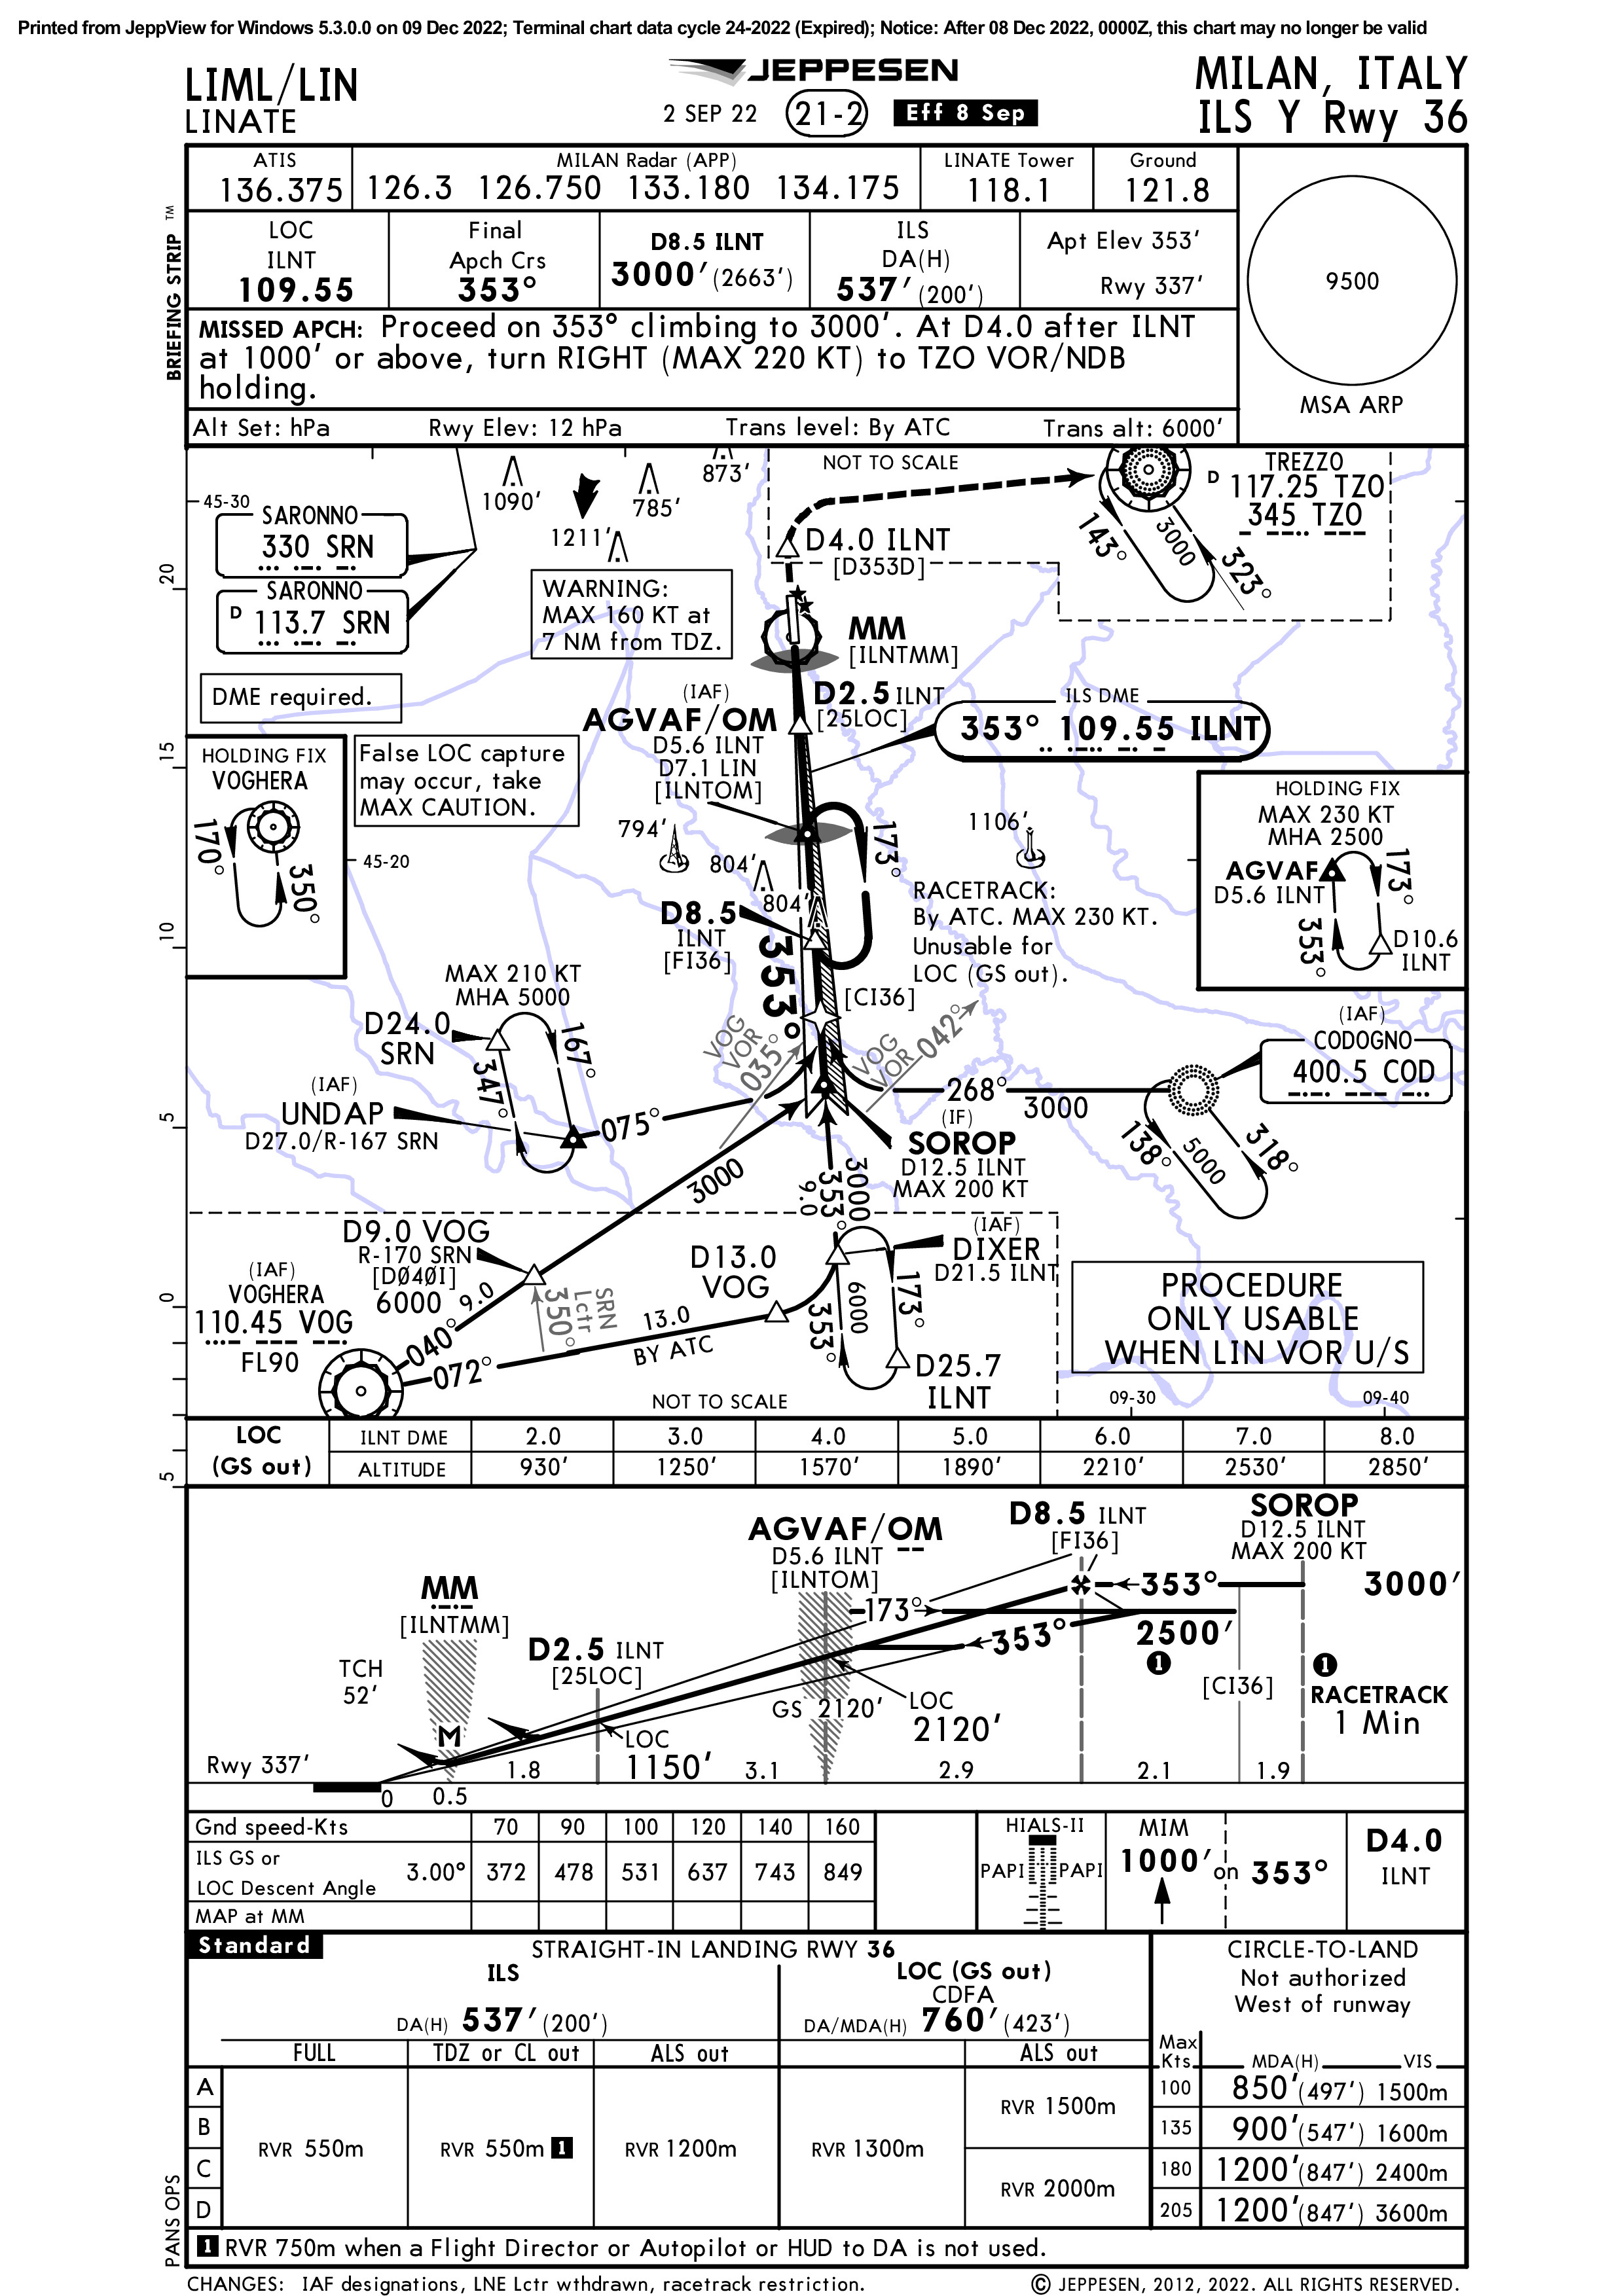 Printed from JeppView for Windows 5.3.0.0 on 09 Dec 2022; Terminal chart data cycle 24-2022 (Expired); Notice: After 08 Dec 2022, 0000Z, this chart may no longer be valid
LIML/LIN
LINATE
JEPPESEN
2 SEP 22
21-2
Eff 8 Sep
MILAN, ITALY
ILS Y Rwy 36
BRIEFING STRIP TM
ATIS
136.375
MILAN Radar (APP)
126.3 126.750 133.180 134.175
LINATE Tower
118.1
Ground
121.8
LOC
ILNT
109.55
Final
Apch Crs
353°
D8.5 ILNT
3000' (2663')
ILS
DA(H)
537' (200')
Apt Elev 353'
Rwy 337'
9500
MSA ARP
MISSED APCH: Proceed on 353° climbing to 3000'. At D4.0 after ILNT
at 1000' or above, turn RIGHT (MAX 220 KT) to TZO VOR/NDB
holding.
Alt Set: hPa
Rwy Elev: 12 hPa
Trans level: By ATC
Trans alt: 6000'
45-30
SARONNO
330 SRN
SARONNO
D 113.7 SRN
1090'
785'
873'
1211'
NOT TO SCALE
TREZZO
D 117.25 TZO
345 TZO
143°
3000
323°
D4.0 ILNT
[D353D]
WARNING:
MAX 160 KT at
7 NM from TDZ.
DME required.
MM
[ILNTMM]
D2.5 ILNT
[25LOC]
(IAF)
AGVAF/OM
D5.6 ILNT
D7.1 LIN
[ILNTOM]
ILS DME
353° 109.55 ILNT
HOLDING FIX
VOGHERA
170°
350°
False LOC capture
may occur, take
MAX CAUTION.
45-20
794'
804'
804'
1106'
173°
RACETRACK:
By ATC. MAX 230 KT.
Unusable for
LOC (GS out).
HOLDING FIX
MAX 230 KT
MHA 2500
AGVAF
D5.6 ILNT
173°
353°
D10.6
ILNT
D8.5
ILNT
[FI36]
353°
[CI36]
MAX 210 KT
MHA 5000
D24.0
SRN
167°
347°
(IAF)
UNDAP
D27.0/R-167 SRN
075°
VOG
VOR
035°
VOG
VOR
042°
268°
3000
(IF)
SOROP
D12.5 ILNT
MAX 200 KT
(IAF)
CODOGNO
400.5 COD
138°
5000
318°
3000
9.0
353°
3000
D9.0 VOG
R-170 SRN
[DØ4ØI]
6000
9.0
(IAF)
VOGHERA
110.45 VOG
FL90
040°
072°
350°
SRN
Lctr
13.0
BY ATC
D13.0
VOG
(IAF)
DIXER
D21.5 ILNT
353°
6000
173°
D25.7
ILNT
NOT TO SCALE
PROCEDURE
ONLY USABLE
WHEN LIN VOR U/S
09-30
09-40
20
15
10
5
0
5
LOC
(GS out)
ILNT DME 2.0 3.0 4.0 5.0 6.0 7.0 8.0
ALTITUDE 930' 1250' 1570' 1890' 2210' 2530' 2850'
MM
[ILNTMM]
TCH
52'
M
D2.5 ILNT
[25LOC]
AGVAF/OM
D5.6 ILNT
[ILNTOM]
D8.5 ILNT
[FI36]
SOROP
D12.5 ILNT
MAX 200 KT
353°
3000'
173°
353°
2500'
1
[CI36]
1
RACETRACK
1 Min
GS 2120'
LOC
2120'
LOC
1150'
Rwy 337'
1.8
3.1
2.9
2.1
1.9
0
0.5
Gnd speed-Kts 70 90 100 120 140 160
ILS GS or
LOC Descent Angle
3.00° 372 478 531 637 743 849
MAP at MM
HIALS-II
PAPI
PAPI
MIM
1000'
on
353°
D4.0
ILNT
Standard
STRAIGHT-IN LANDING RWY 36
ILS
DA(H) 537' (200')
LOC (GS out)
CDFA
DA/MDA(H) 760' (423')
CIRCLE-TO-LAND
Not authorized
West of runway
FULL
TDZ or CL out
ALS out
ALS out
Max
Kts
MDA(H)
VIS
A
B
C
D
RVR 550m
RVR 550m 1
RVR 1200m
RVR 1300m
RVR 1500m
RVR 2000m
100 850' (497') 1500m
135 900' (547') 1600m
180 1200' (847') 2400m
205 1200' (847') 3600m
PANS OPS
1 RVR 750m when a Flight Director or Autopilot or HUD to DA is not used.
CHANGES: IAF designations, LNE Lctr wthdrawn, racetrack restriction.
© JEPPESEN, 2012, 2022. ALL RIGHTS RESERVED.